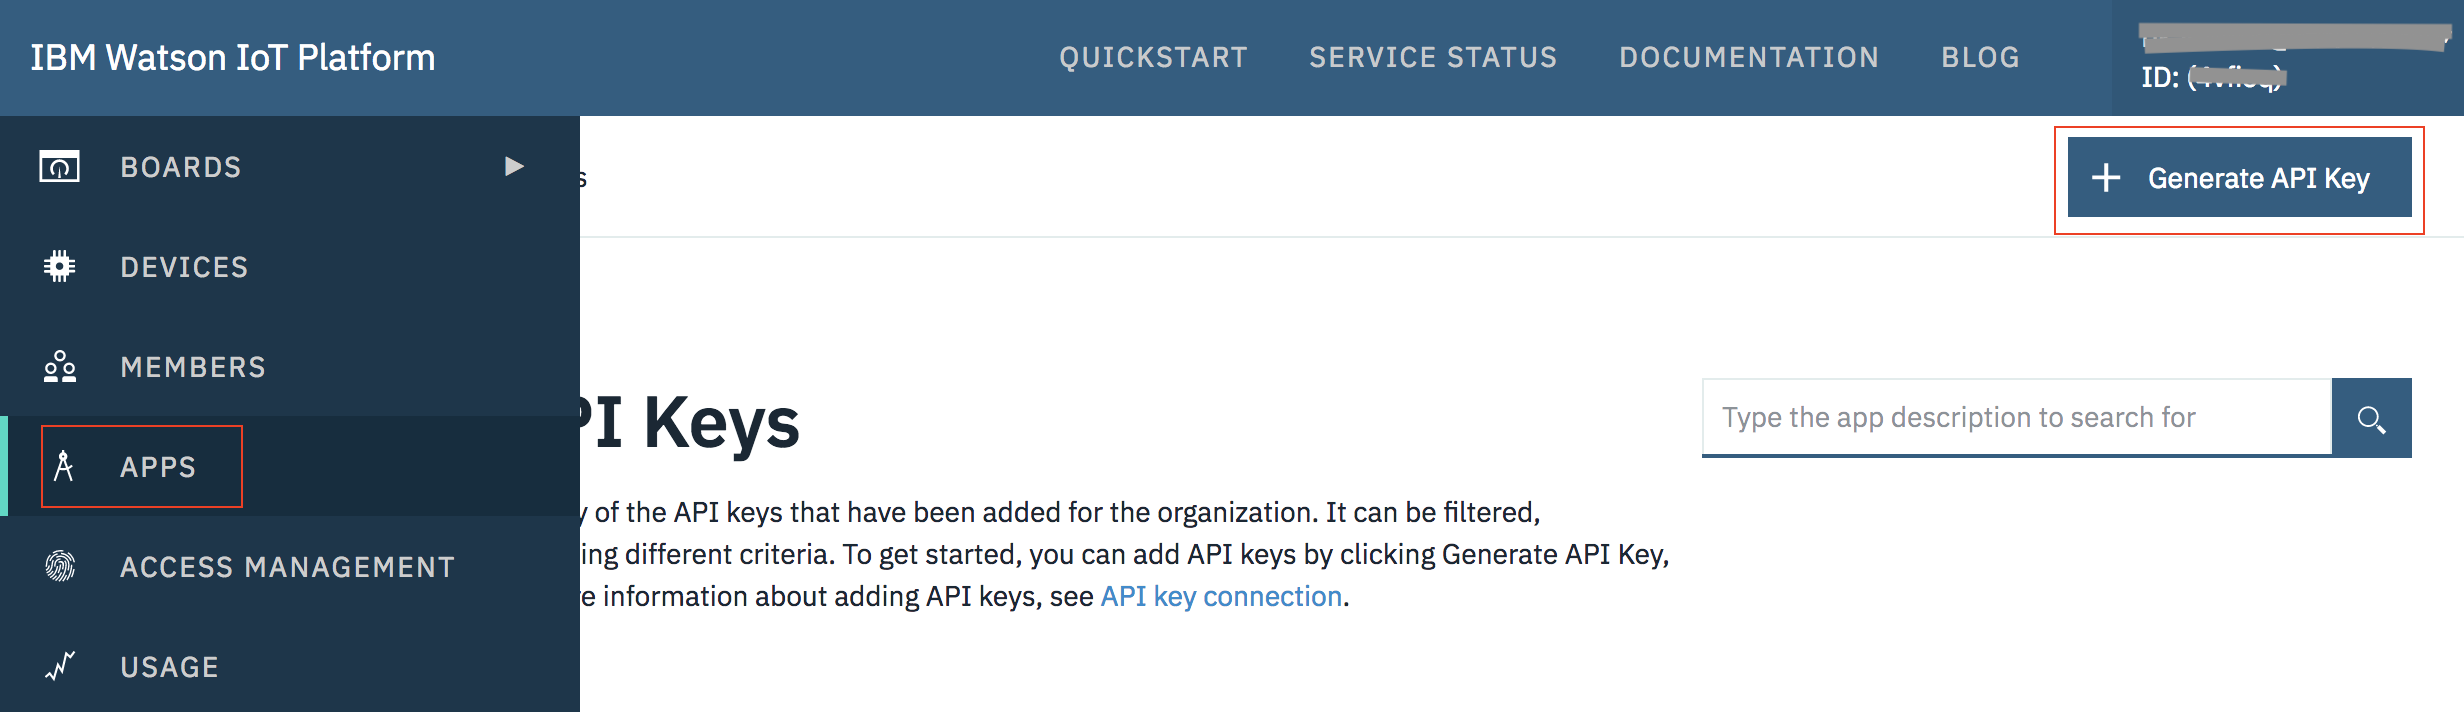 IBM Watson IoT Platform
QUICKSTART
SERVICE STATUS
DOCUMENTATION
BLOG
ID:
BOARDS
DEVICES
MEMBERS
APPS
ACCESS MANAGEMENT
USAGE
s
Generate API Key
PI Keys
Type the app description to search for
y of the API keys that have been added for the organization. It can be filtered,
ing different criteria. To get started, you can add API keys by clicking Generate API Key,
e information about adding API keys, see API key connection.